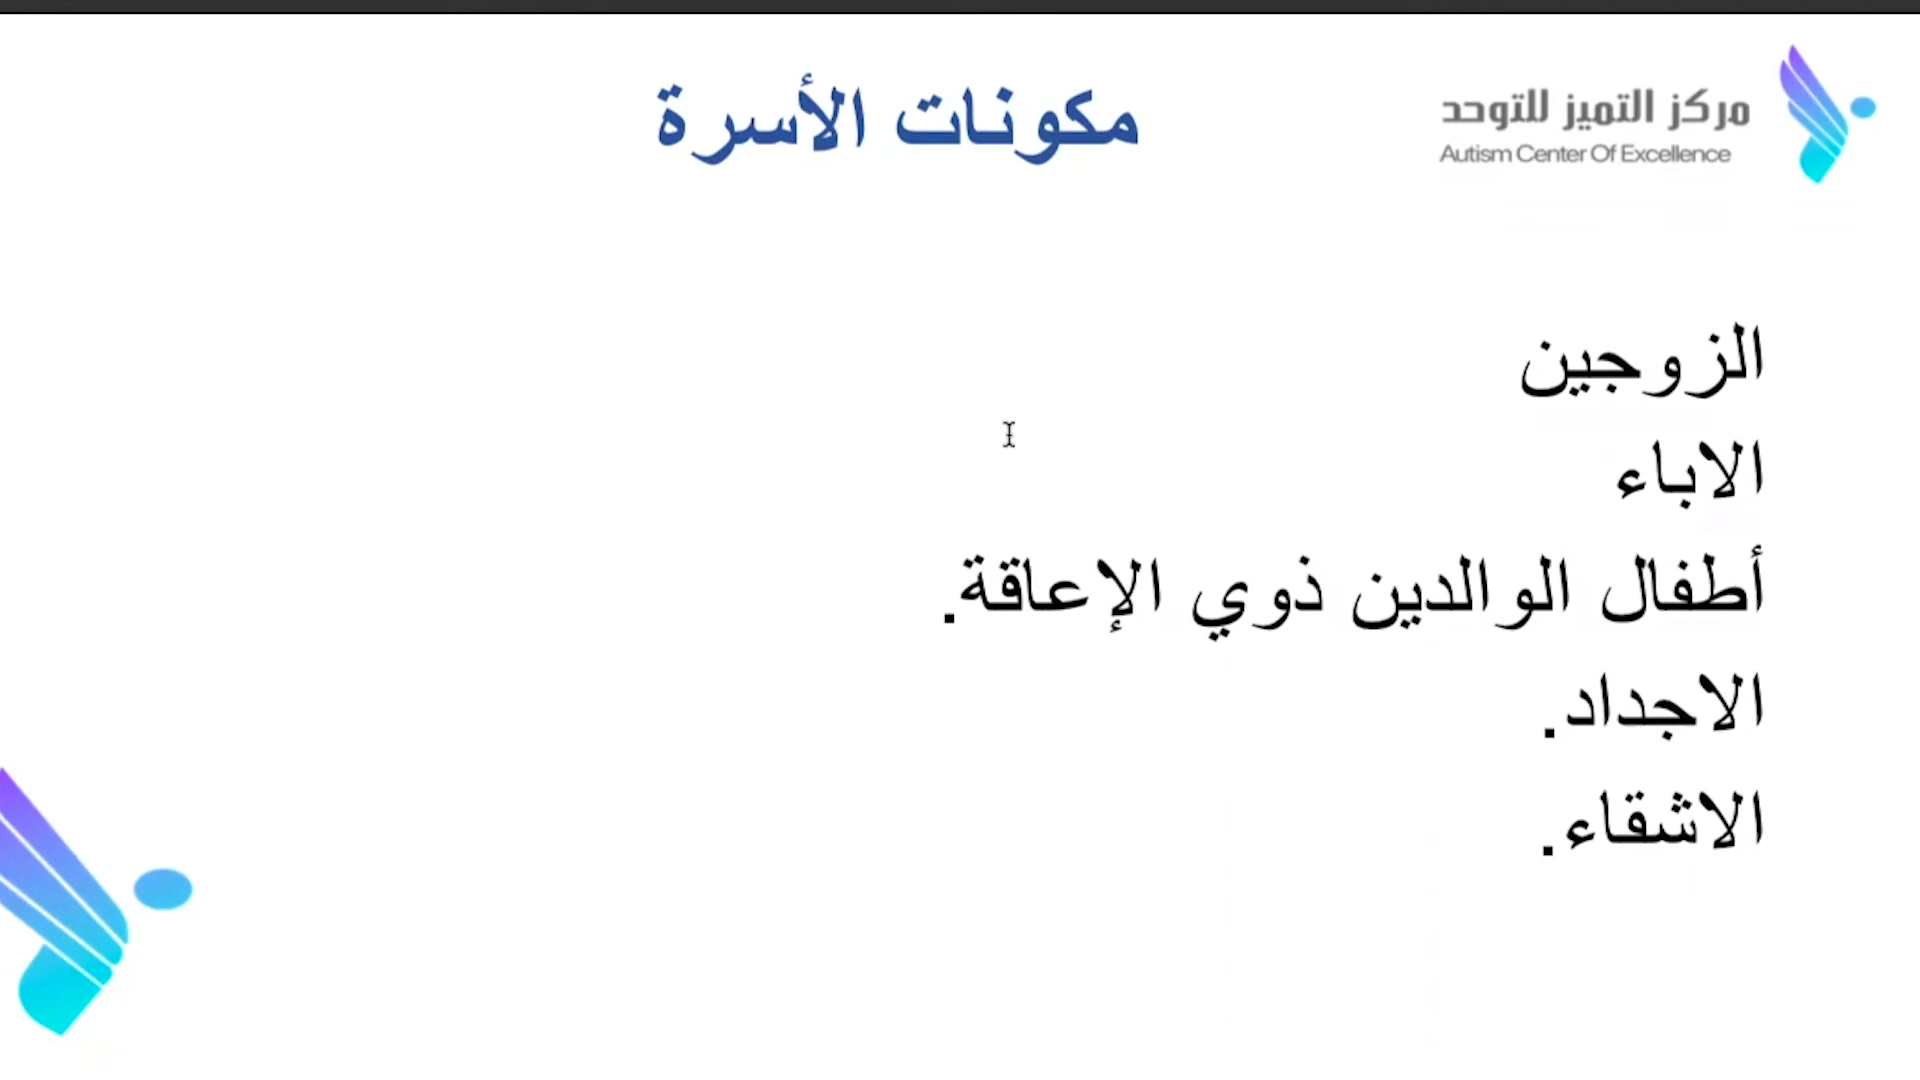 مركز التميز للتوحد
Autism Center Of Excellence
مكونات الأسرة
الزوجين
الاباء
أطفال الوالدين ذوي الإعاقة.
الاجداد.
الاشقاء.